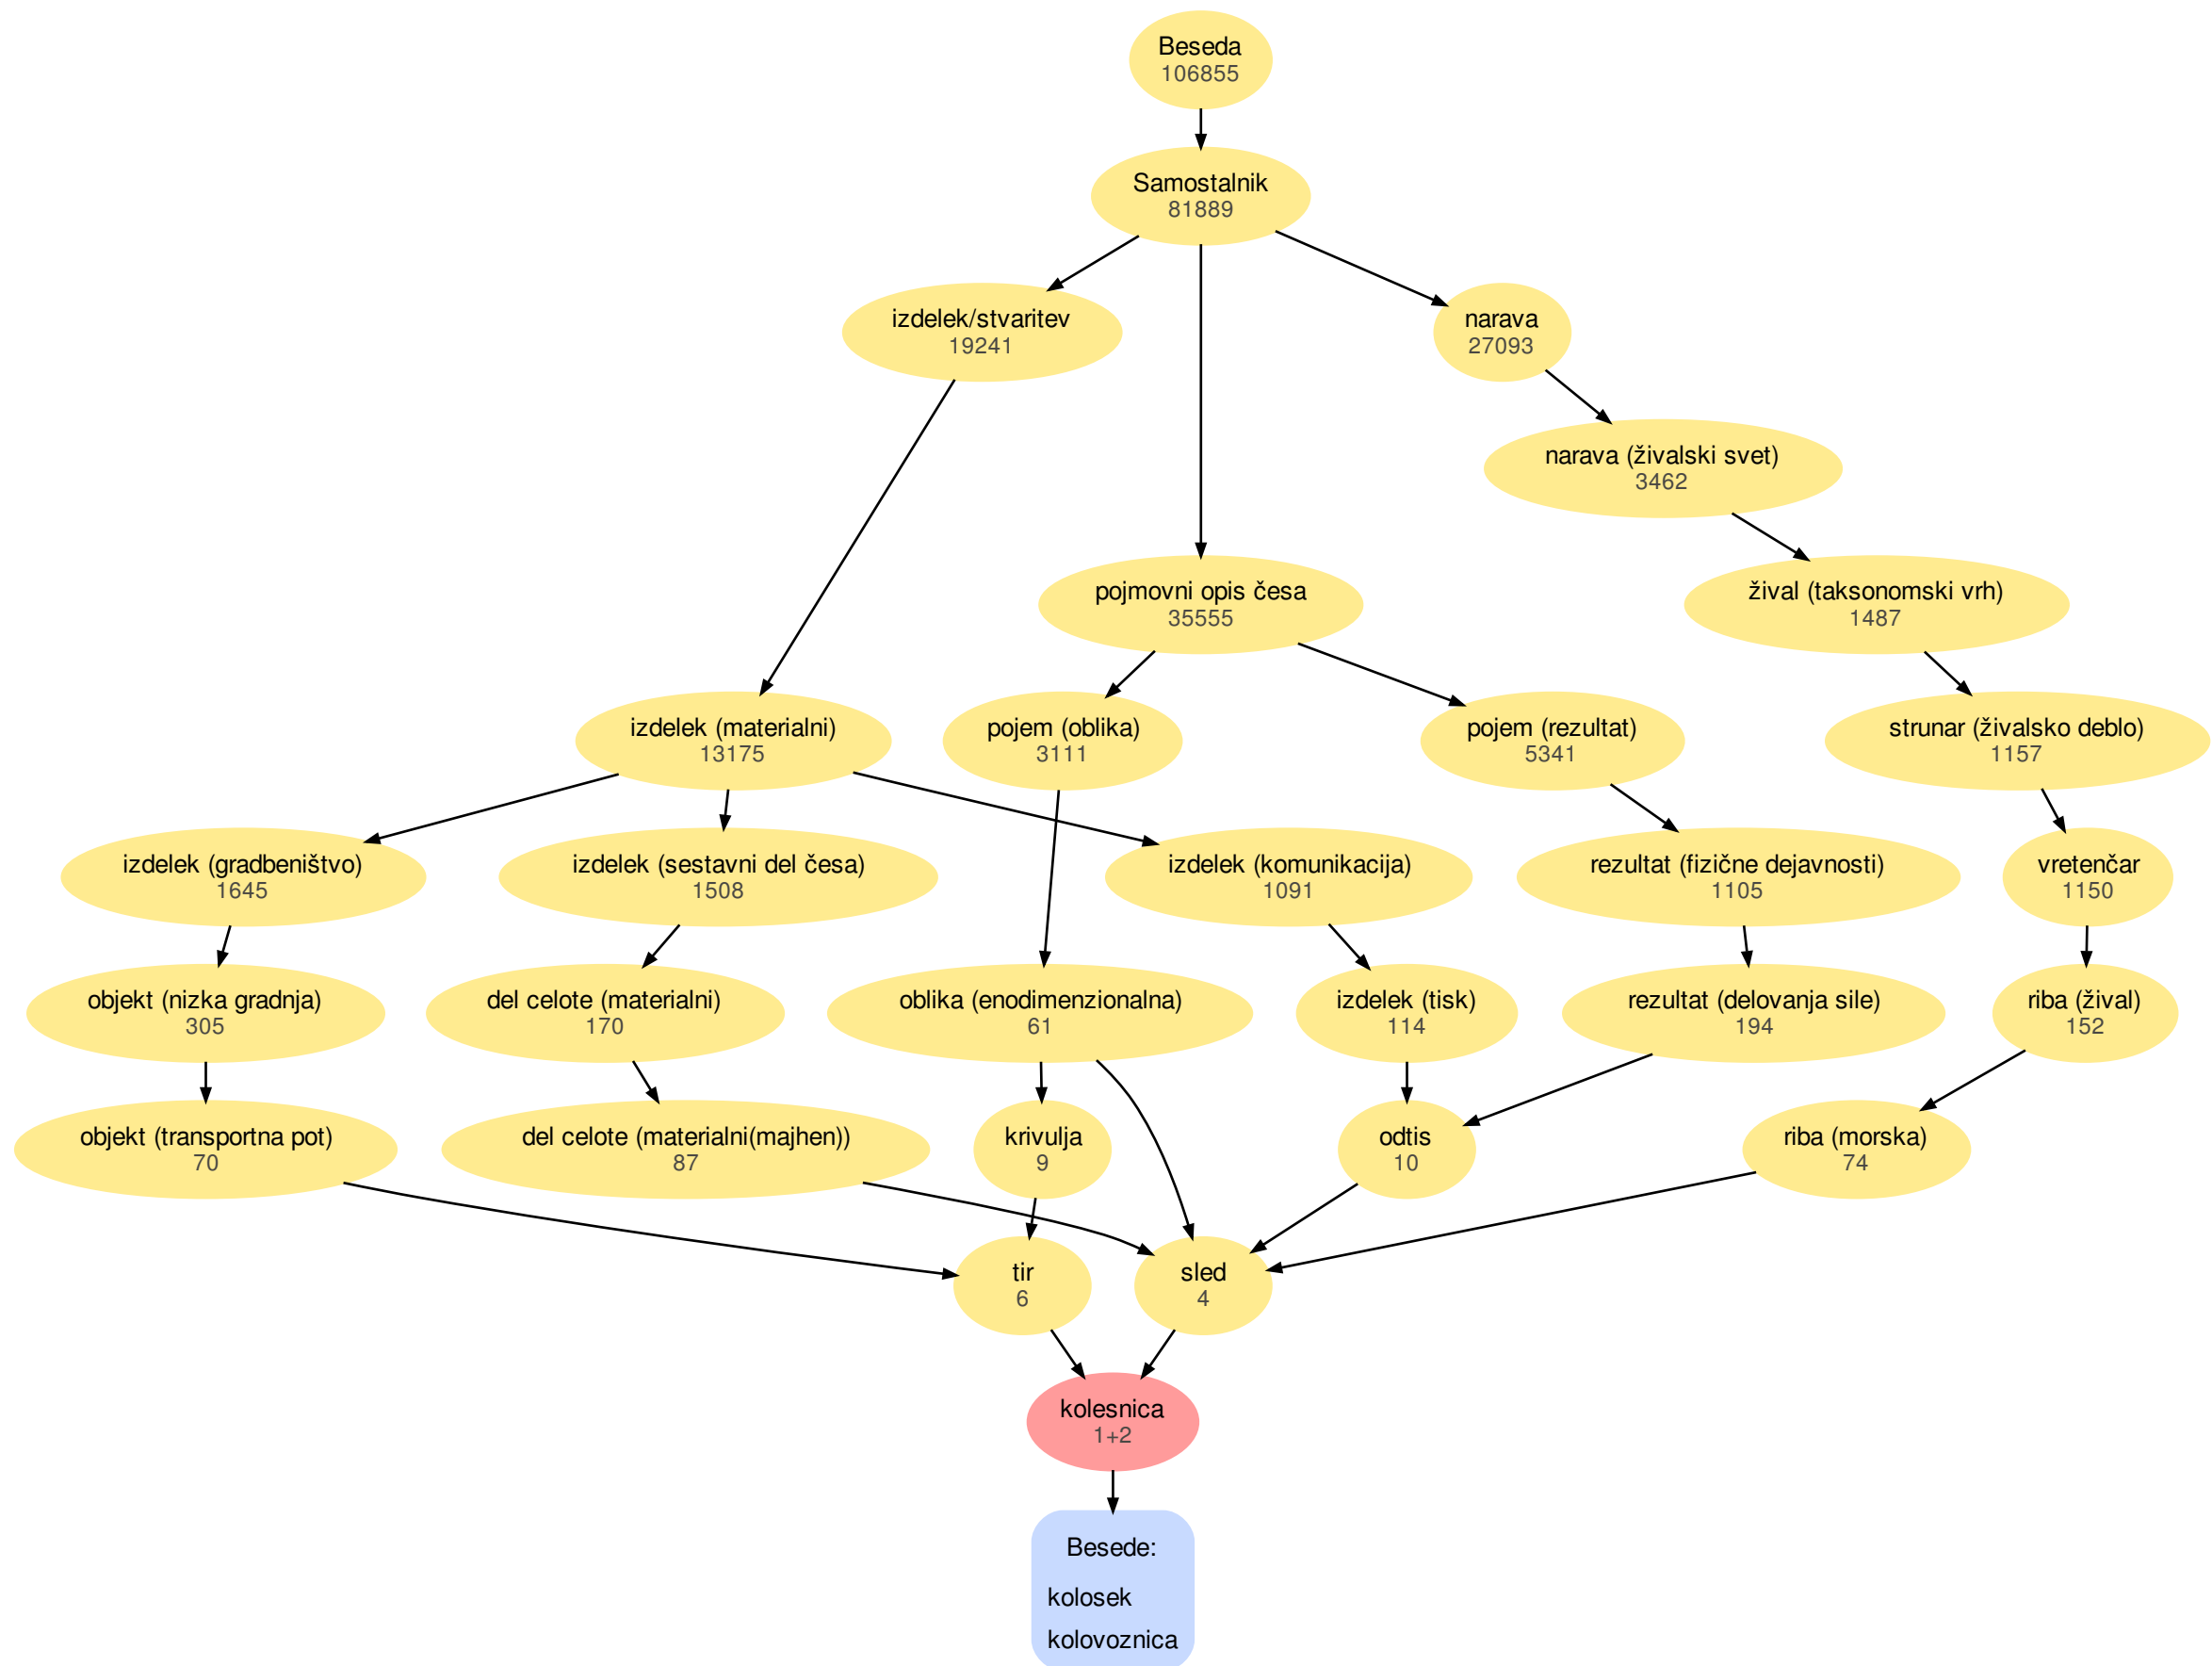 Beseda
106855
Samostalnik
81889
izdelek/stvaritev
19241
narava
27093
narava (živalski svet)
3462
pojmovni opis česa
35555
žival (taksonomski vrh)
1487
izdelek (materialni)
13175
pojem (oblika)
3111
pojem (rezultat)
5341
strunar (živalsko deblo)
1157
izdelek (gradbeništvo)
1645
izdelek (sestavni del česa)
1508
izdelek (komunikacija)
1091
rezultat (fizične dejavnosti)
1105
vretenčar
1150
objekt (nizka gradnja)
305
del celote (materialni)
170
oblika (enodimenzionalna)
61
izdelek (tisk)
114
rezultat (delovanja sile)
194
riba (žival)
152
objekt (transportna pot)
70
del celote (materialni(majhen))
87
krivulja
9
odtis
10
riba (morska)
74
tir
6
sled
4
kolesnica
1+2
Besede:
kolosek
kolovoznica